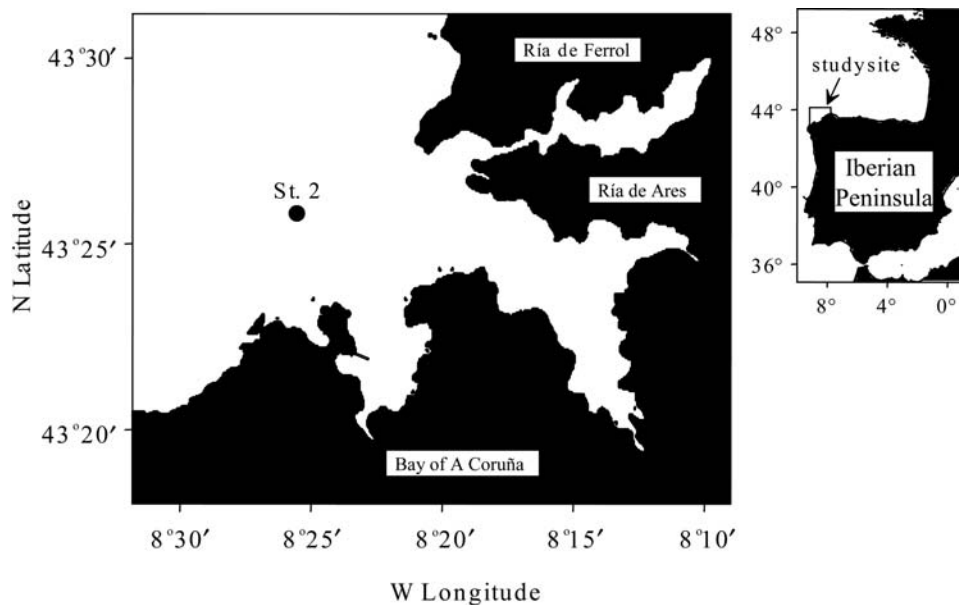 43°30′
43°25′
43°20′
N Latitude
Ría de Ferrol
Ría de Ares
St. 2
Bay of A Coruña
8°30′ 8°25′ 8°20′ 8°15′ 8°10′
W Longitude
48°
44°
40°
36°
study site
Iberian
Peninsula
8° 4° 0°